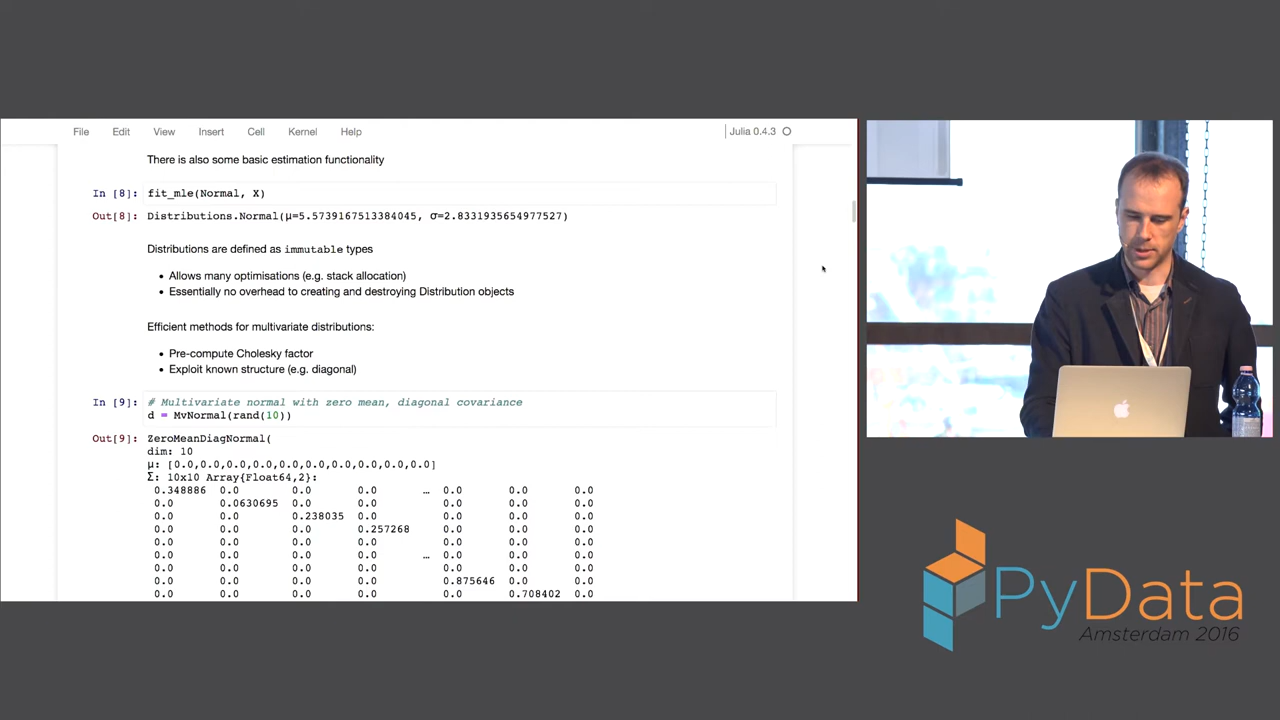 File Edit View Insert Cell Kernel Help Julia 0.4.3
There is also some basic estimation functionality
In [8]: fit_mle(Normal, X)
Out[8]: Distributions.Normal(μ=5.5739167513384045, σ=2.8331935654977527)
Distributions are defined as immutable types
• Allows many optimisations (e.g. stack allocation)
• Essentially no overhead to creating and destroying Distribution objects
Efficient methods for multivariate distributions:
• Pre-compute Cholesky factor
• Exploit known structure (e.g. diagonal)
In [9]: # Multivariate normal with zero mean, diagonal covariance
d = MvNormal(rand(10))
Out[9]: ZeroMeanDiagNormal(
dim: 10
μ: [0.0,0.0,0.0,0.0,0.0,0.0,0.0,0.0,0.0,0.0]
Σ: 10x10 Array{Float64,2}:
0.348886 0.0 0.0 0.0 … 0.0 0.0 0.0
0.0 0.0630695 0.0 0.0 0.0 0.0 0.0
0.0 0.0 0.238035 0.0 0.0 0.0 0.0
0.0 0.0 0.0 0.257268 0.0 0.0 0.0
0.0 0.0 0.0 0.0 0.0 0.0 0.0
0.0 0.0 0.0 0.0 … 0.0 0.0 0.0
0.0 0.0 0.0 0.0 0.0 0.0 0.0
0.0 0.0 0.0 0.0 0.875646 0.0 0.0
0.0 0.0 0.0 0.0 0.0 0.708402 0.0
PyData
Amsterdam 2016